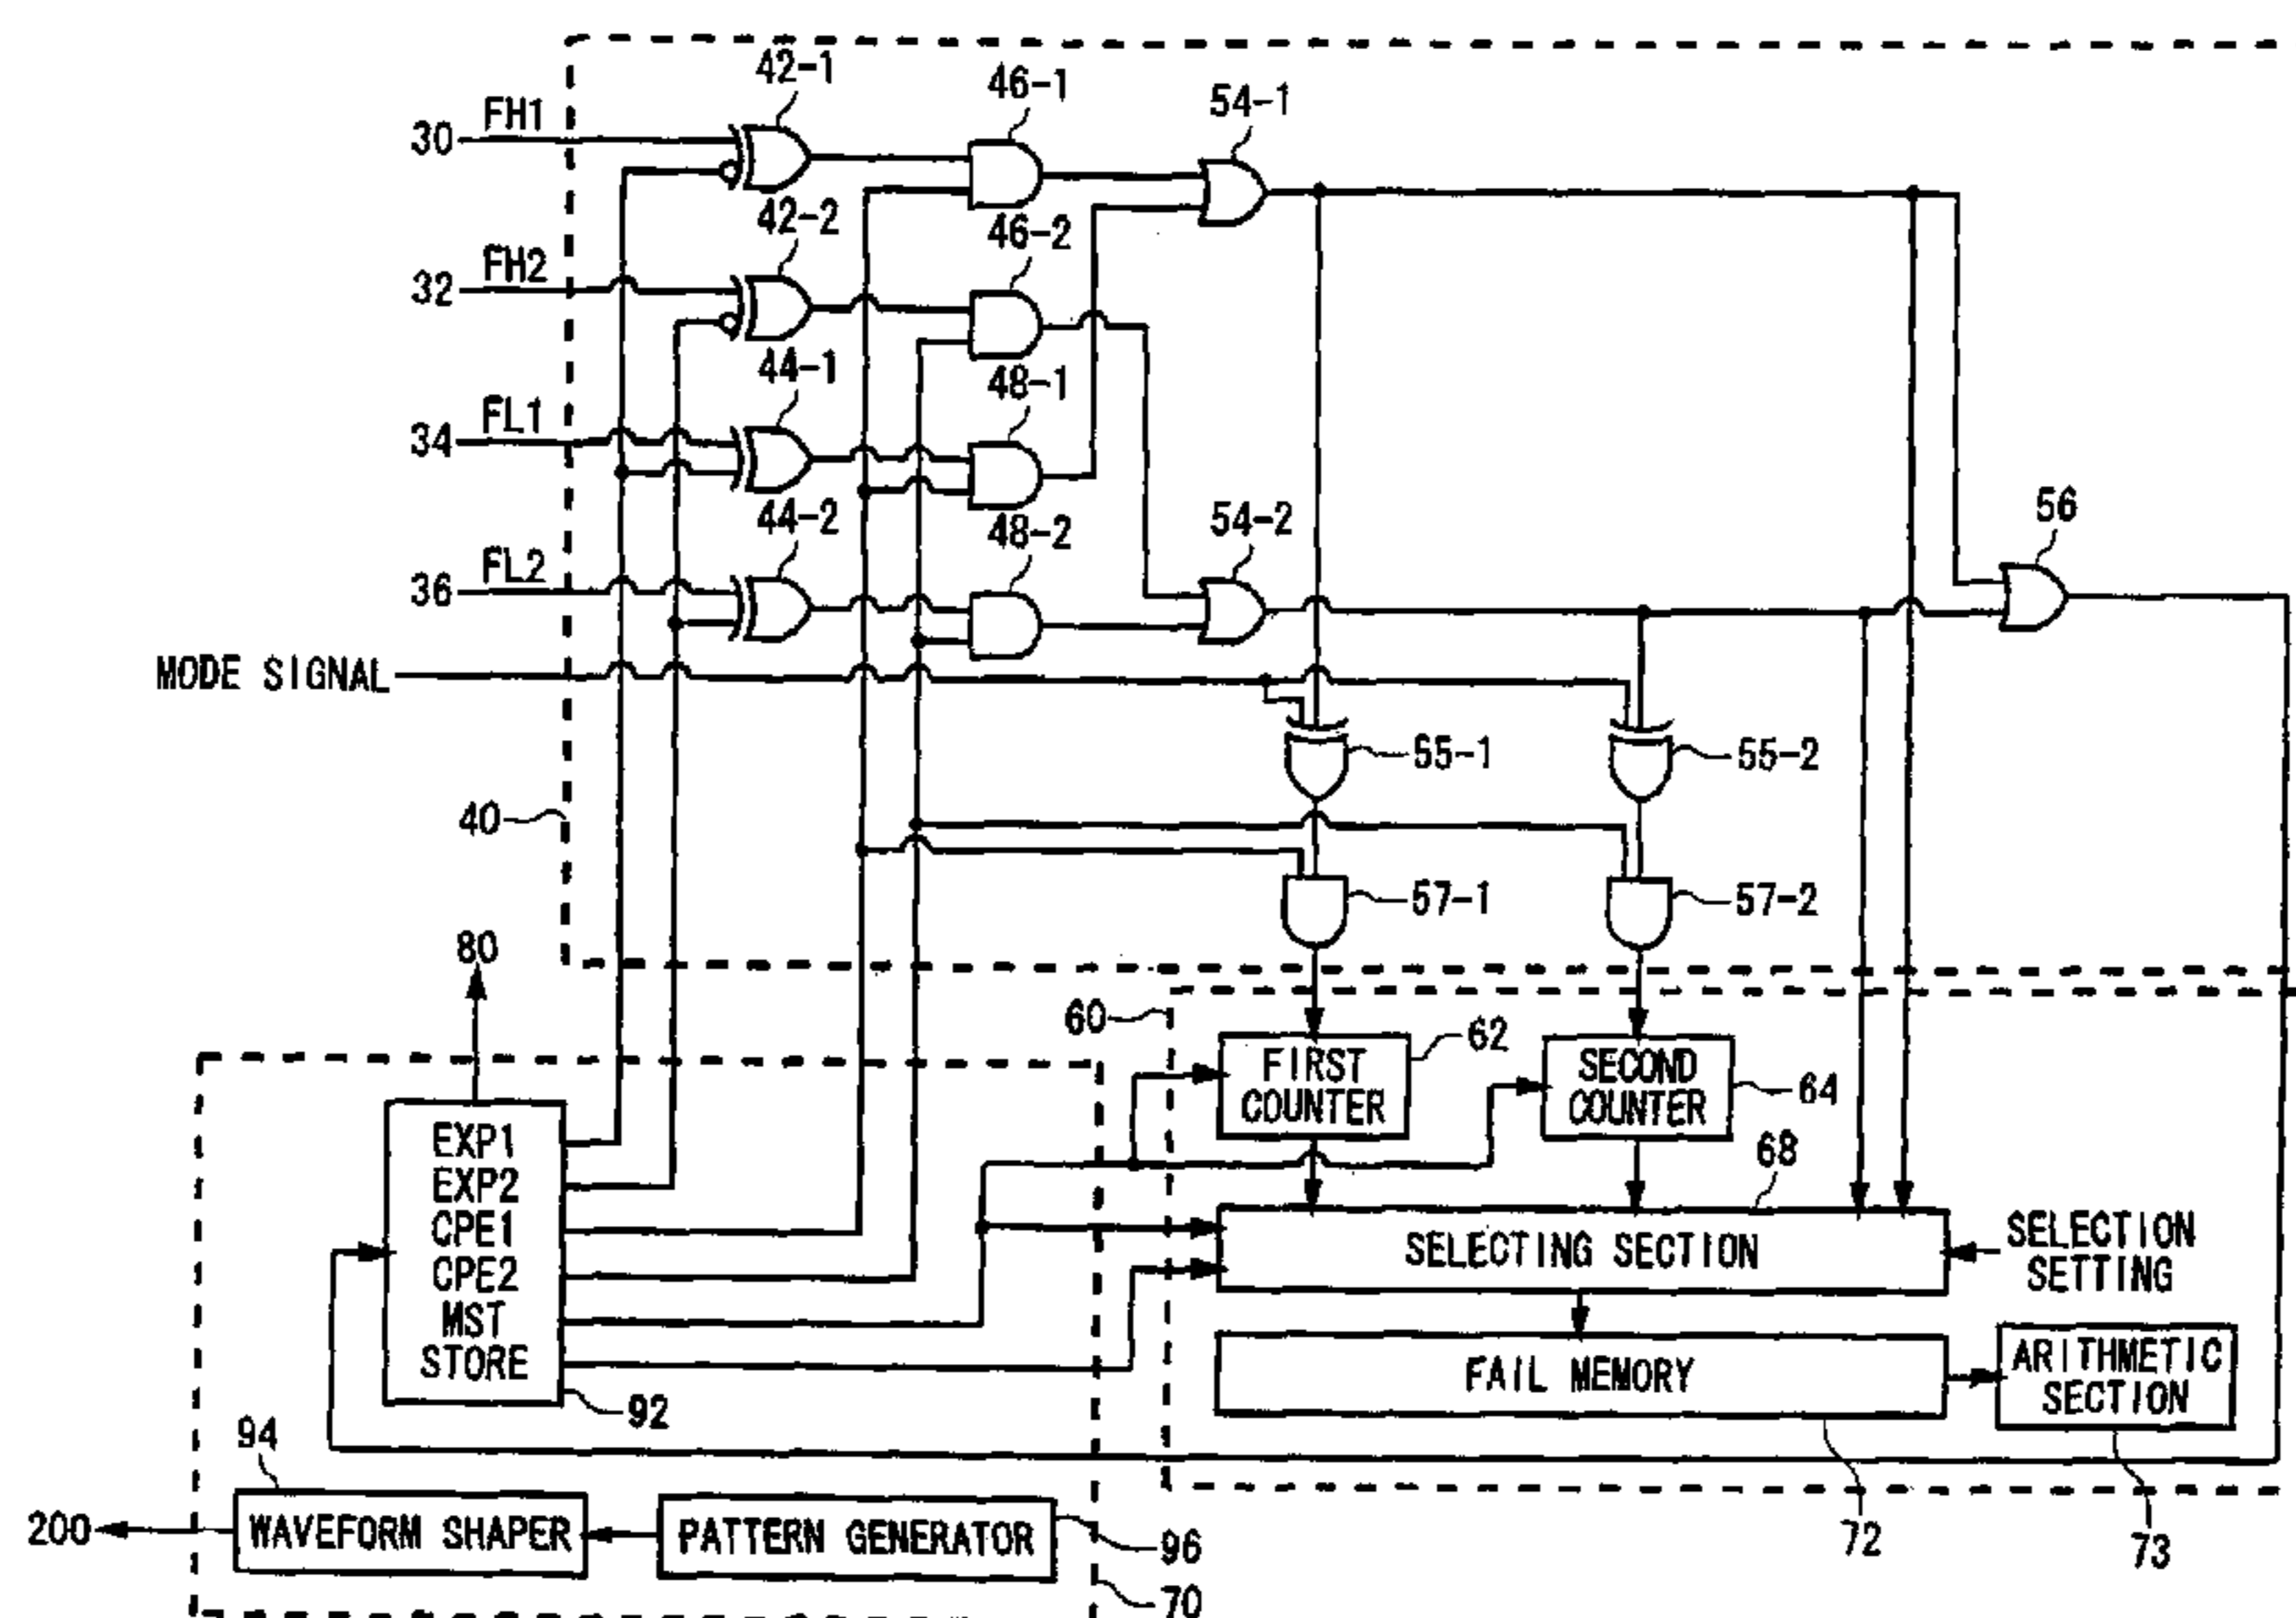 42-1
46-1
54-1
30
FH1
42-2
46-2
32
FH2
44-1
48-1
34
FL1
44-2
48-2
54-2
56
36
FL2
MODE SIGNAL
55-1
55-2
40
57-1
57-2
80
60
62
64
FIRST
COUNTER
SECOND
COUNTER
68
EXP1
EXP2
CPE1
CPE2
MST
STORE
92
SELECTING SECTION
SELECTION
SETTING
FAIL MEMORY
ARITHMETIC
SECTION
72
73
94
200
WAVEFORM SHAPER
PATTERN GENERATOR
96
70